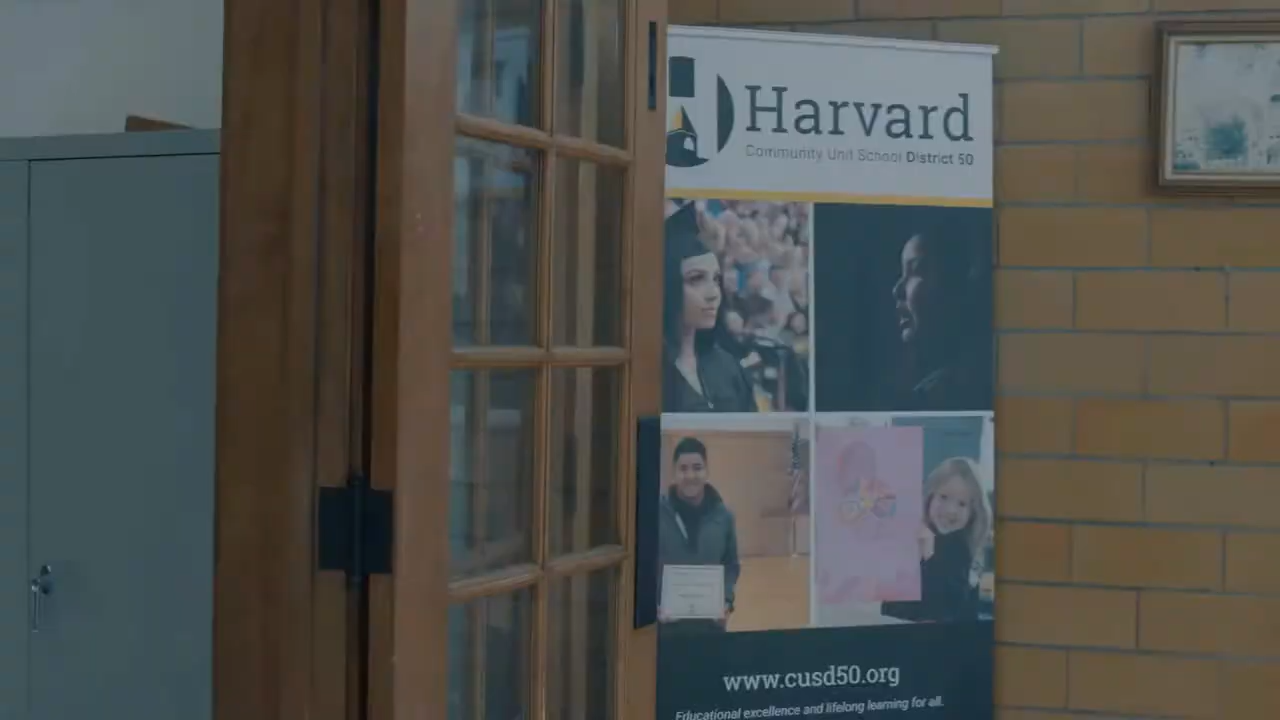 Harvard
Community Unit School District 50
www.cusd50.org
Educational excellence and lifelong learning for all.